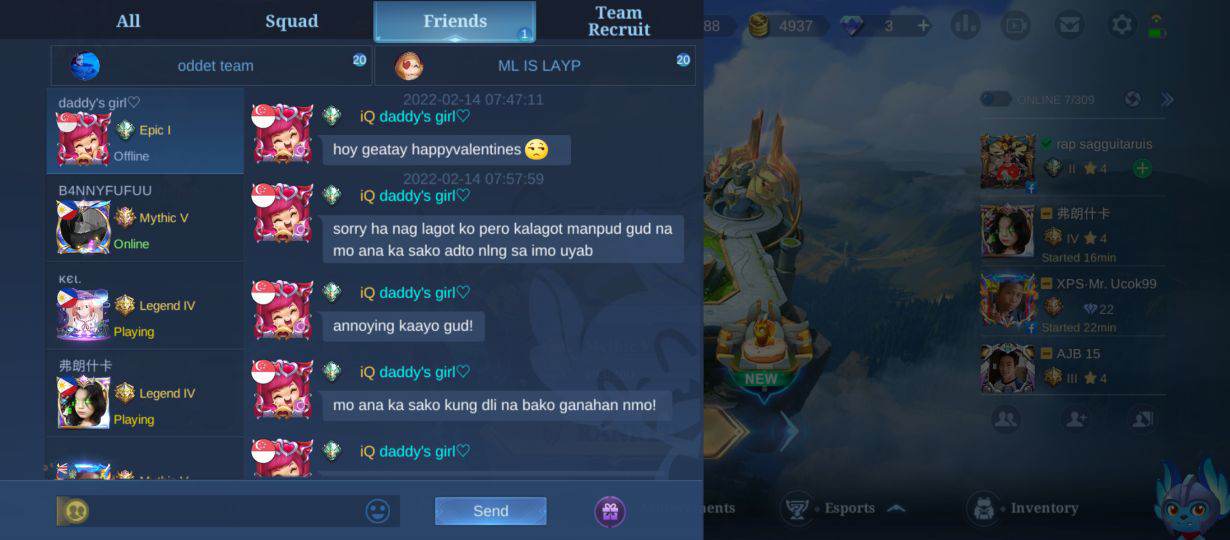 All
Squad
Friends
1
Team
Recruit
88
4937
3
oddet team
20
ML IS LAYP
20
daddy's girl♡
Epic I
Offline
B4NNYFUFUU
Mythic V
Online
ĸєι.
Legend IV
Playing
弗朗什卡
Legend IV
Playing
2022-02-14 07:47:11
iQ daddy's girl♡
hoy geatay happyvalentines
2022-02-14 07:57:59
iQ daddy's girl♡
sorry ha nag lagot ko pero kalagot manpud gud na
mo ana ka sako adto nlng sa imo uyab
iQ daddy's girl♡
annoying kaayo gud!
iQ daddy's girl♡
mo ana ka sako kung dli na bako ganahan nmo!
iQ daddy's girl♡
Send
NEW
ONLINE 7/309
rap sagguitaruis
II ★4
弗朗什卡
IV ★4
Started 16min
XPS·Mr. Ucok99
22
Started 22min
AJB 15
III ★4
Esports
Inventory